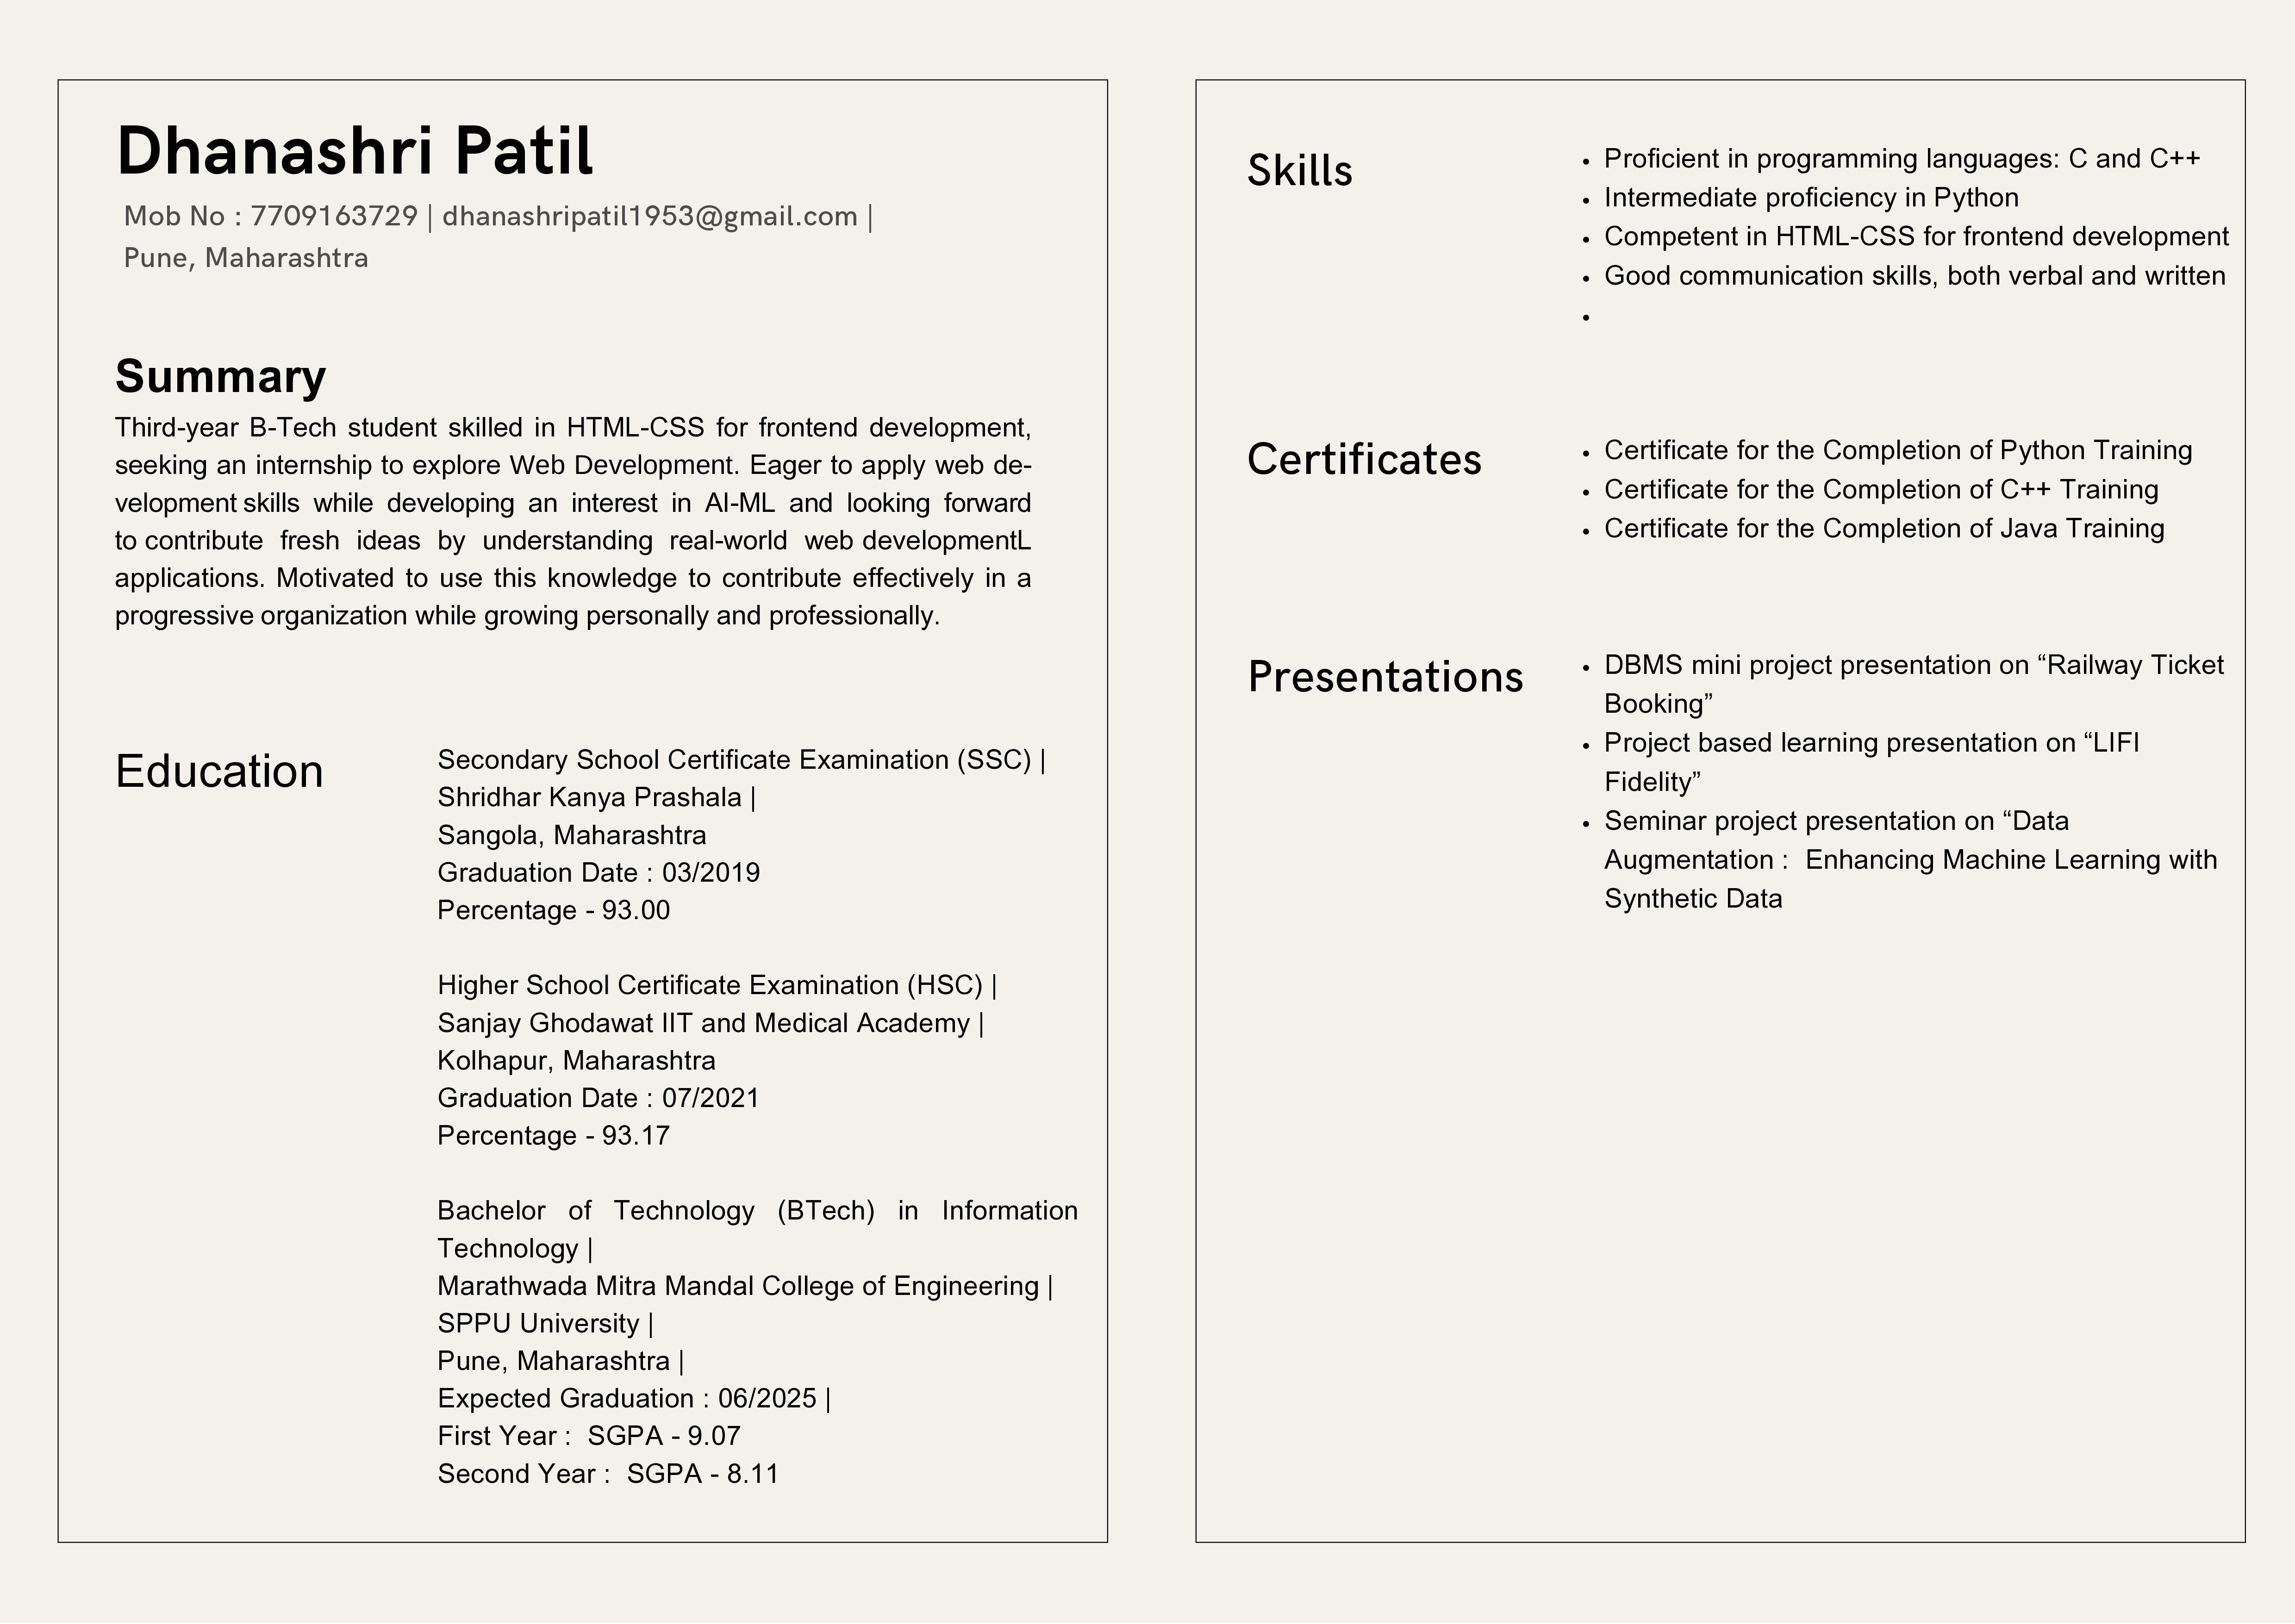 Dhanashri Patil
Mob No : 7709163729 | dhanashripatil1953@gmail.com |
Pune, Maharashtra
Summary
Third-year B-Tech student skilled in HTML-CSS for frontend development,
seeking an internship to explore Web Development. Eager to apply web de-
velopment skills while developing an interest in AI-ML and looking forward
to contribute fresh ideas by understanding real-world web developmentL
applications. Motivated to use this knowledge to contribute effectively in a
progressive organization while growing personally and professionally.
Education
Secondary School Certificate Examination (SSC) |
Shridhar Kanya Prashala |
Sangola, Maharashtra
Graduation Date : 03/2019
Percentage - 93.00
Higher School Certificate Examination (HSC) |
Sanjay Ghodawat IIT and Medical Academy |
Kolhapur, Maharashtra
Graduation Date : 07/2021
Percentage - 93.17
Bachelor of Technology (BTech) in Information
Technology |
Marathwada Mitra Mandal College of Engineering |
SPPU University |
Pune, Maharashtra |
Expected Graduation : 06/2025 |
First Year :  SGPA - 9.07
Second Year :  SGPA - 8.11
Skills
• Proficient in programming languages: C and C++
• Intermediate proficiency in Python
• Competent in HTML-CSS for frontend development
• Good communication skills, both verbal and written
•
Certificates
• Certificate for the Completion of Python Training
• Certificate for the Completion of C++ Training
• Certificate for the Completion of Java Training
Presentations
• DBMS mini project presentation on “Railway Ticket
Booking”
• Project based learning presentation on “LIFI
Fidelity”
• Seminar project presentation on “Data
Augmentation :  Enhancing Machine Learning with
Synthetic Data